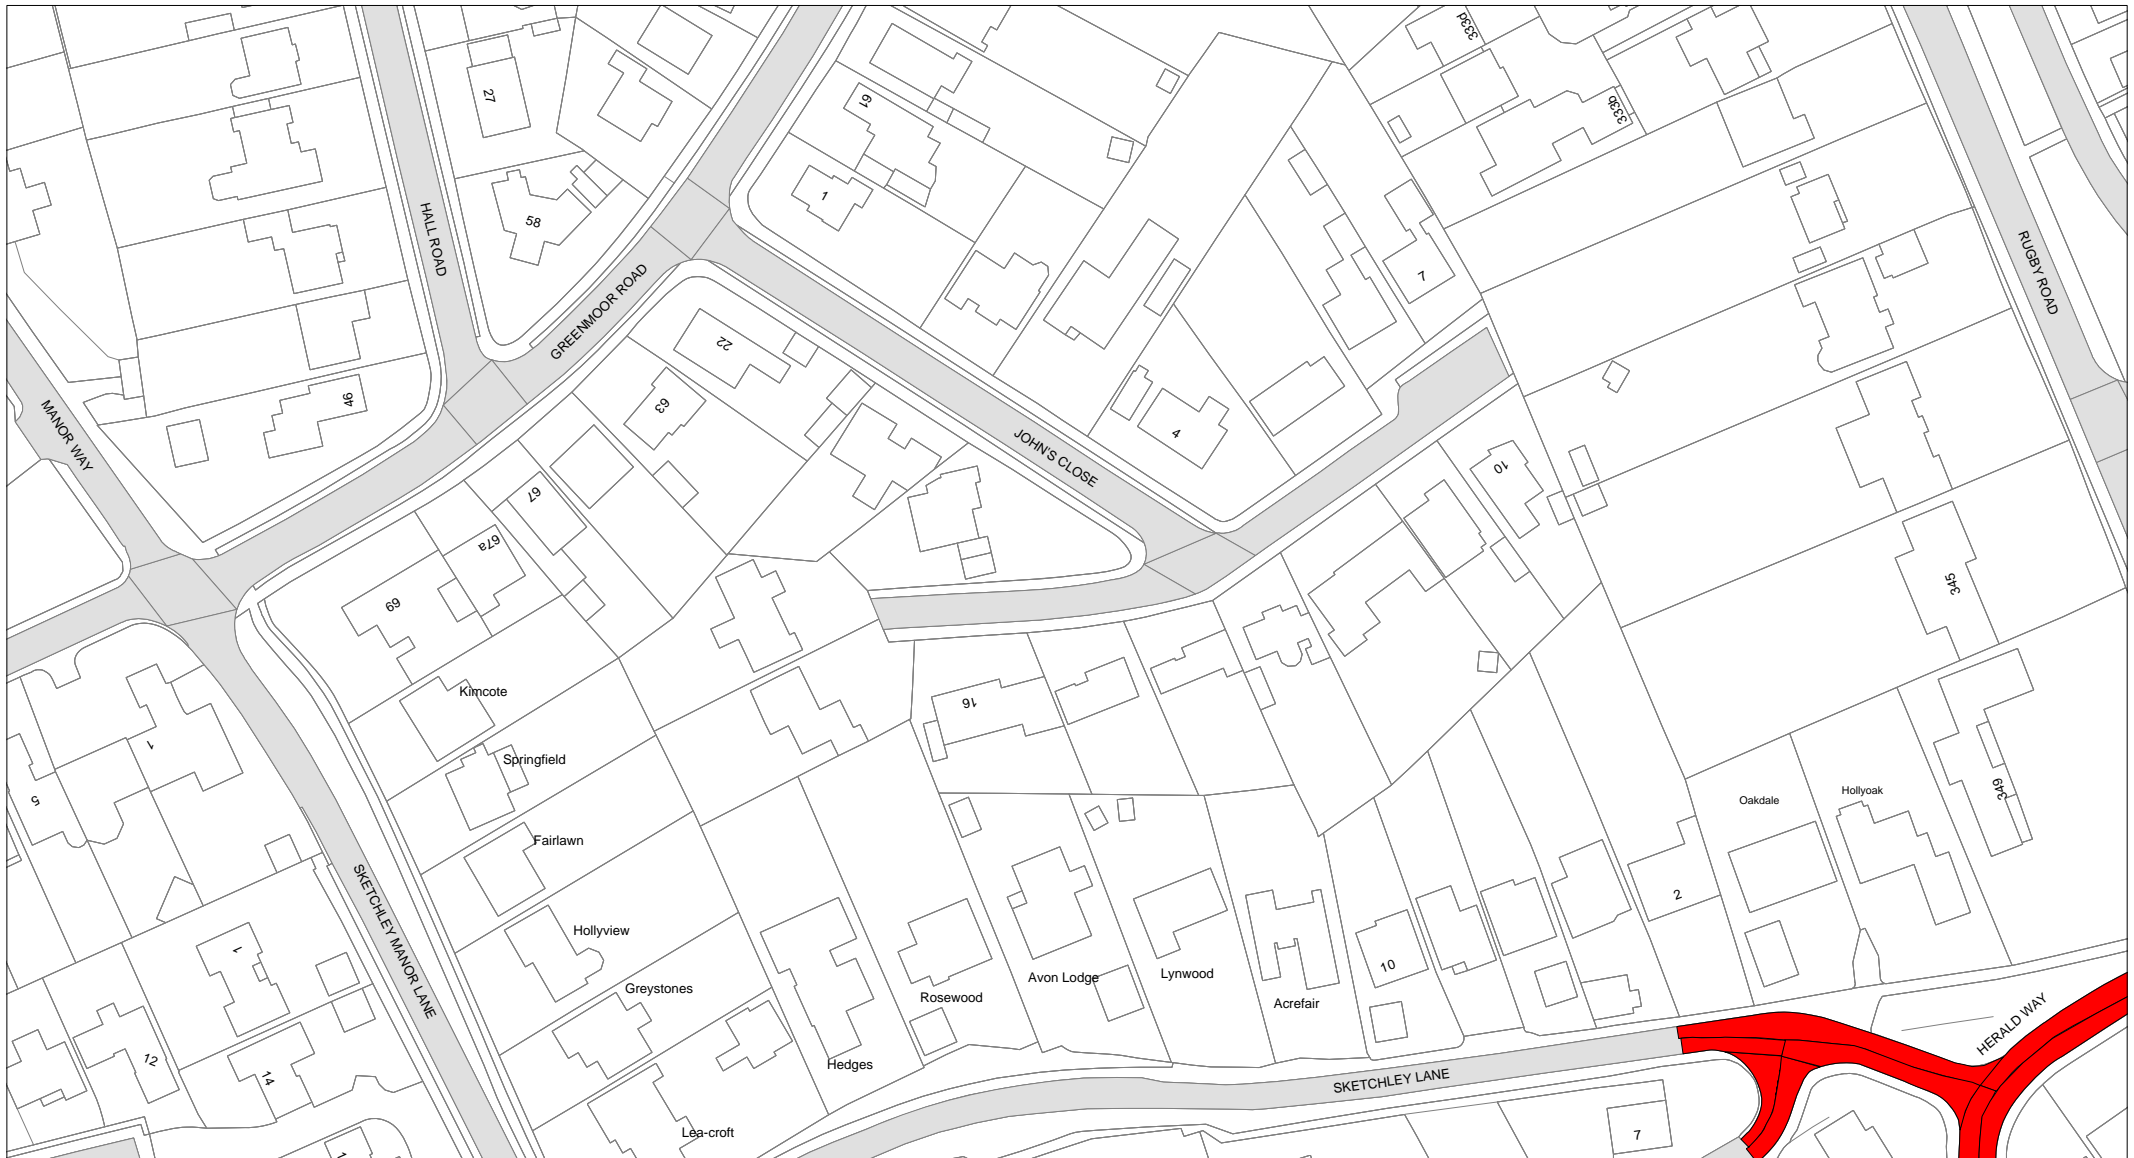 333d
27
61
333b
1
58
HALL ROAD
RUGBY ROAD
7
GREENMOOR ROAD
22
46
63
MANOR WAY
4
JOHN'S CLOSE
10
67
67a
345
69
Kimcote
16
1
Springfield
349
Oakdale
Hollyoak
5
Fairlawn
2
SKETCHLEY MANOR LANE
Hollyview
1
10
Greystones
Avon Lodge
Lynwood
Rosewood
Acrefair
HERALD WAY
12
14
Hedges
SKETCHLEY LANE
Lea-croft
7